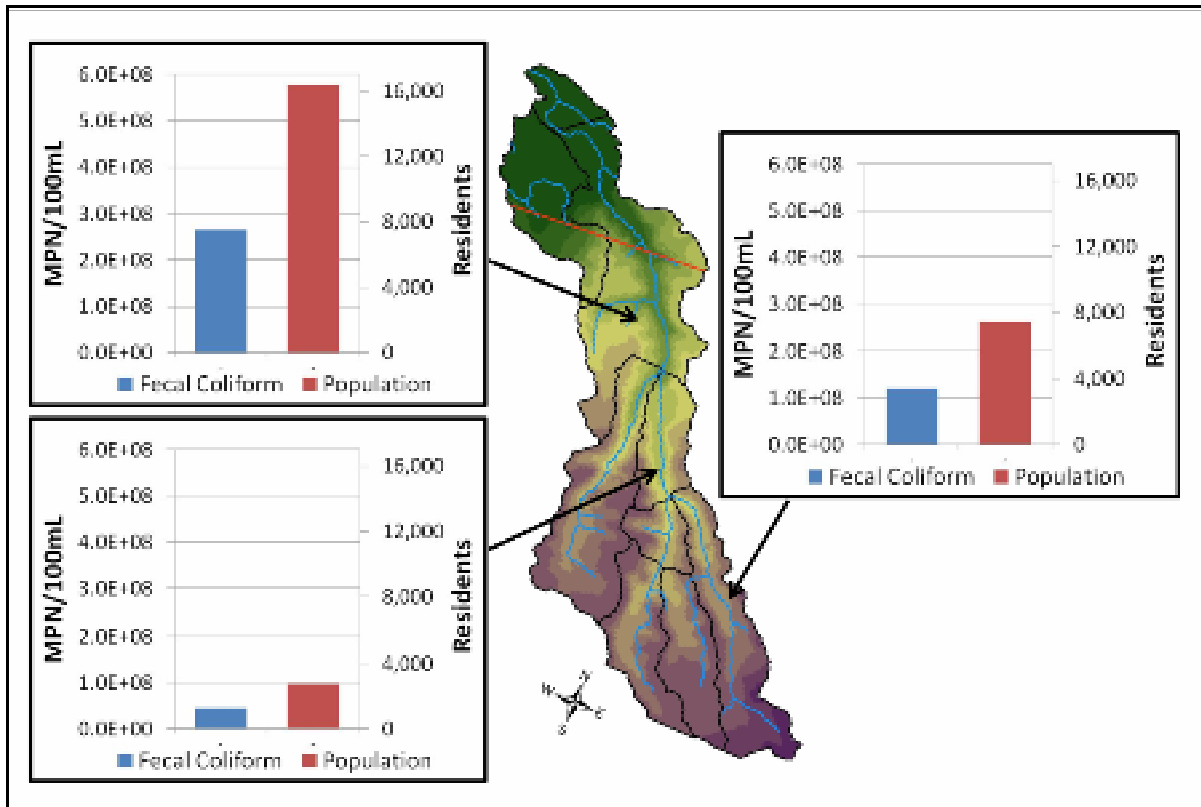 6.0E+08
5.0E+08
4.0E+08
3.0E+08
2.0E+08
1.0E+08
0.0E+00
MPN/100mL
16,000
12,000
8,000
4,000
0
Residents
Fecal Coliform Population
6.0E+08
5.0E+08
4.0E+08
3.0E+08
2.0E+08
1.0E+08
0.0E+00
MPN/100mL
16,000
12,000
8,000
4,000
0
Residents
Fecal Coliform Population
6.0E+08
5.0E+08
4.0E+08
3.0E+08
2.0E+08
1.0E+08
0.0E+00
MPN/100mL
16,000
12,000
8,000
4,000
0
Residents
Fecal Coliform Population
N
W E
S